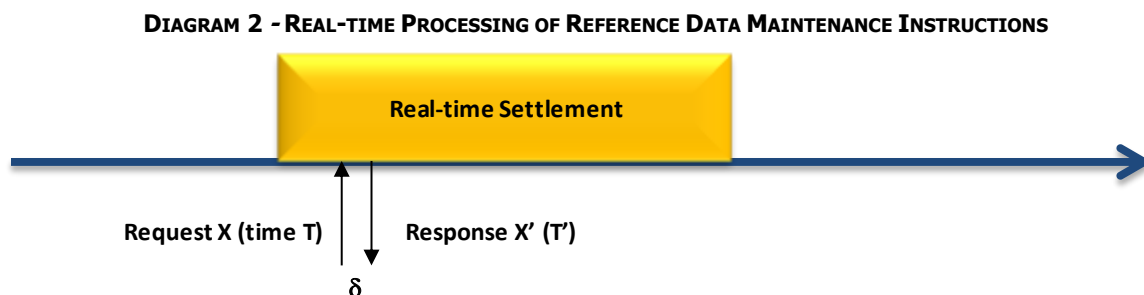 DIAGRAM 2 - REAL-TIME PROCESSING OF REFERENCE DATA MAINTENANCE INSTRUCTIONS
Real-time Settlement
Request X (time T) Response X’ (T’)
δ